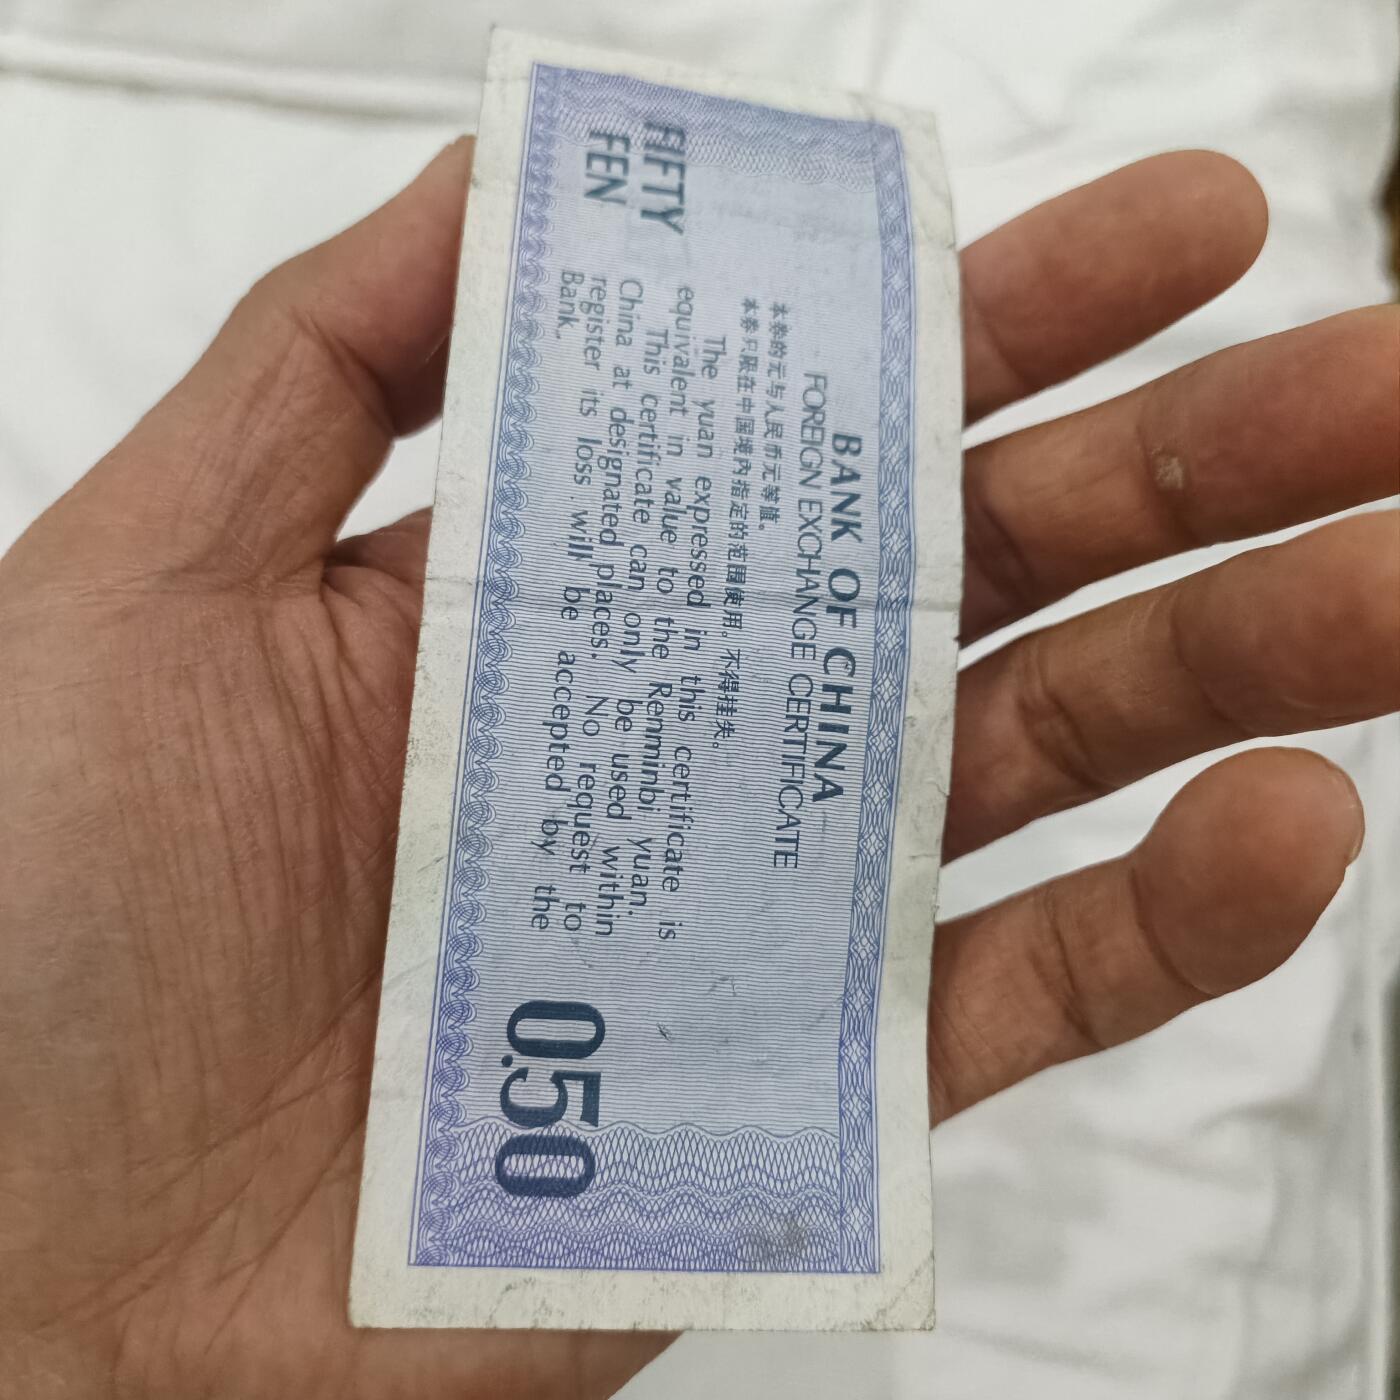 BANK OF CHINA
FOREIGN EXCHANGE CERTIFICATE
本券的元与人民币元等值。
本券只限在中国境内指定的范围使用。不得挂失。
The yuan expressed in this certificate is
equivalent in value to the Renminbi yuan.
This certificate can only be used within
China at designated places. No request to
register its loss will be accepted by the
Bank.
FIFTY
FEN
0.50